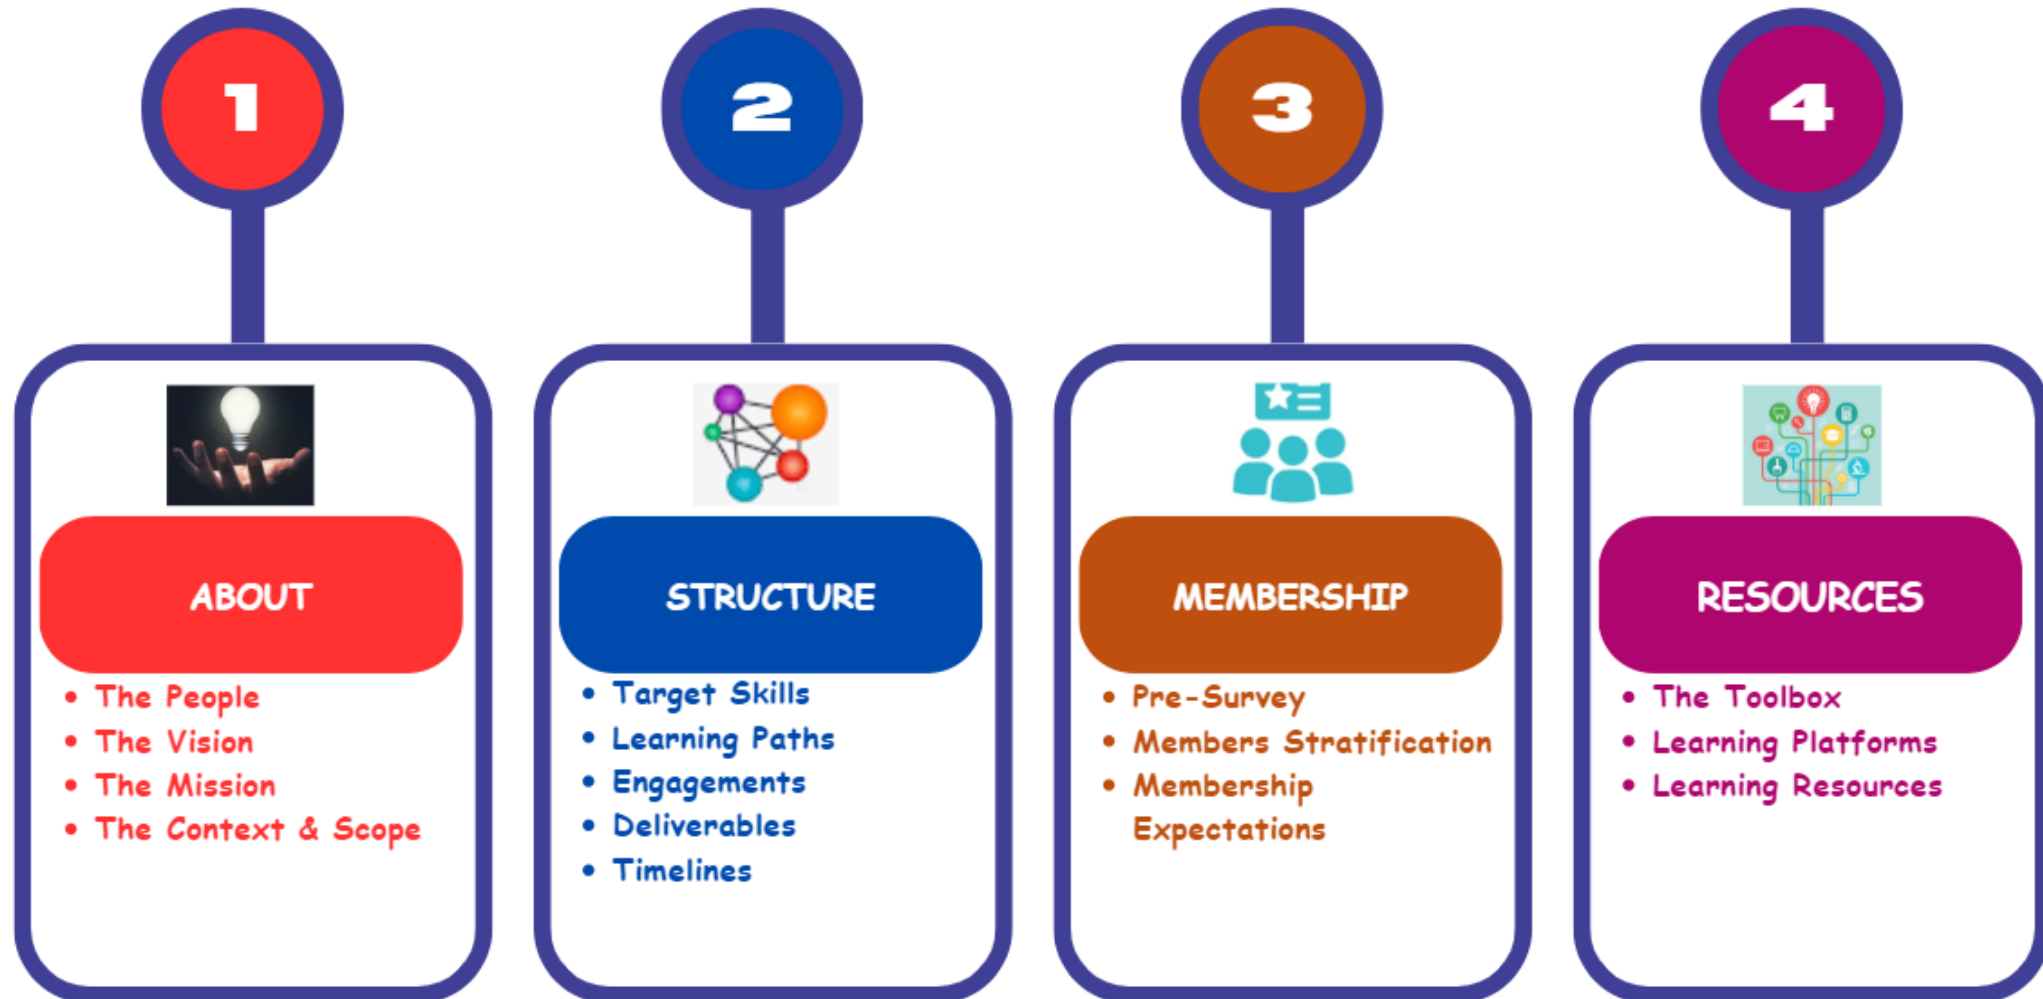 1
ABOUT
• The People
• The Vision
• The Mission
• The Context & Scope
2
STRUCTURE
• Target Skills
• Learning Paths
• Engagements
• Deliverables
• Timelines
3
MEMBERSHIP
• Pre-Survey
• Members Stratification
• Membership
Expectations
4
RESOURCES
• The Toolbox
• Learning Platforms
• Learning Resources